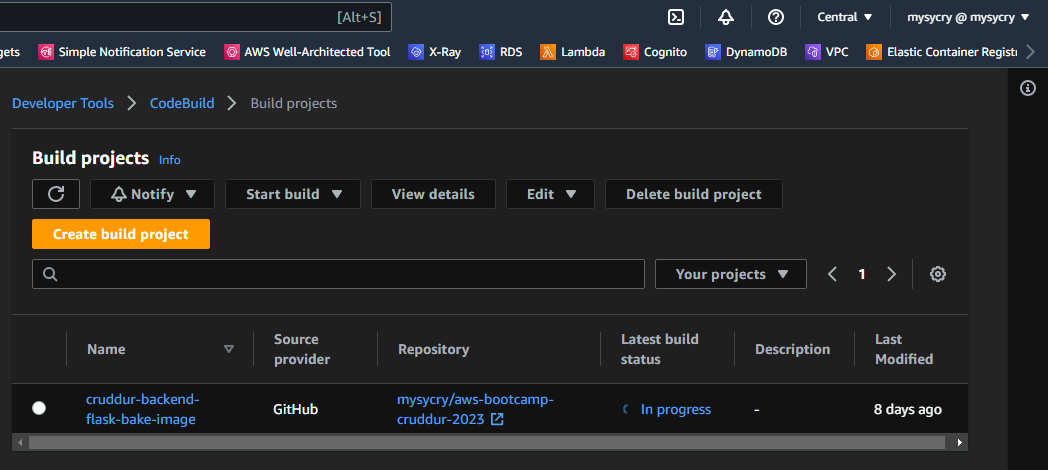 [Alt+S]
Central
mysycry @ mysycry
gets
Simple Notification Service
AWS Well-Architected Tool
X-Ray
RDS
Lambda
Cognito
DynamoDB
VPC
Elastic Container Registr
Developer Tools
CodeBuild
Build projects
Build projects
Info
Notify
Start build
View details
Edit
Delete build project
Create build project
Your projects
1
Name
Source
provider
Repository
Latest build
status
Description
Last
Modified
cruddur-backend-
flask-bake-image
GitHub
mysycry/aws-bootcamp-
cruddur-2023
In progress
-
8 days ago